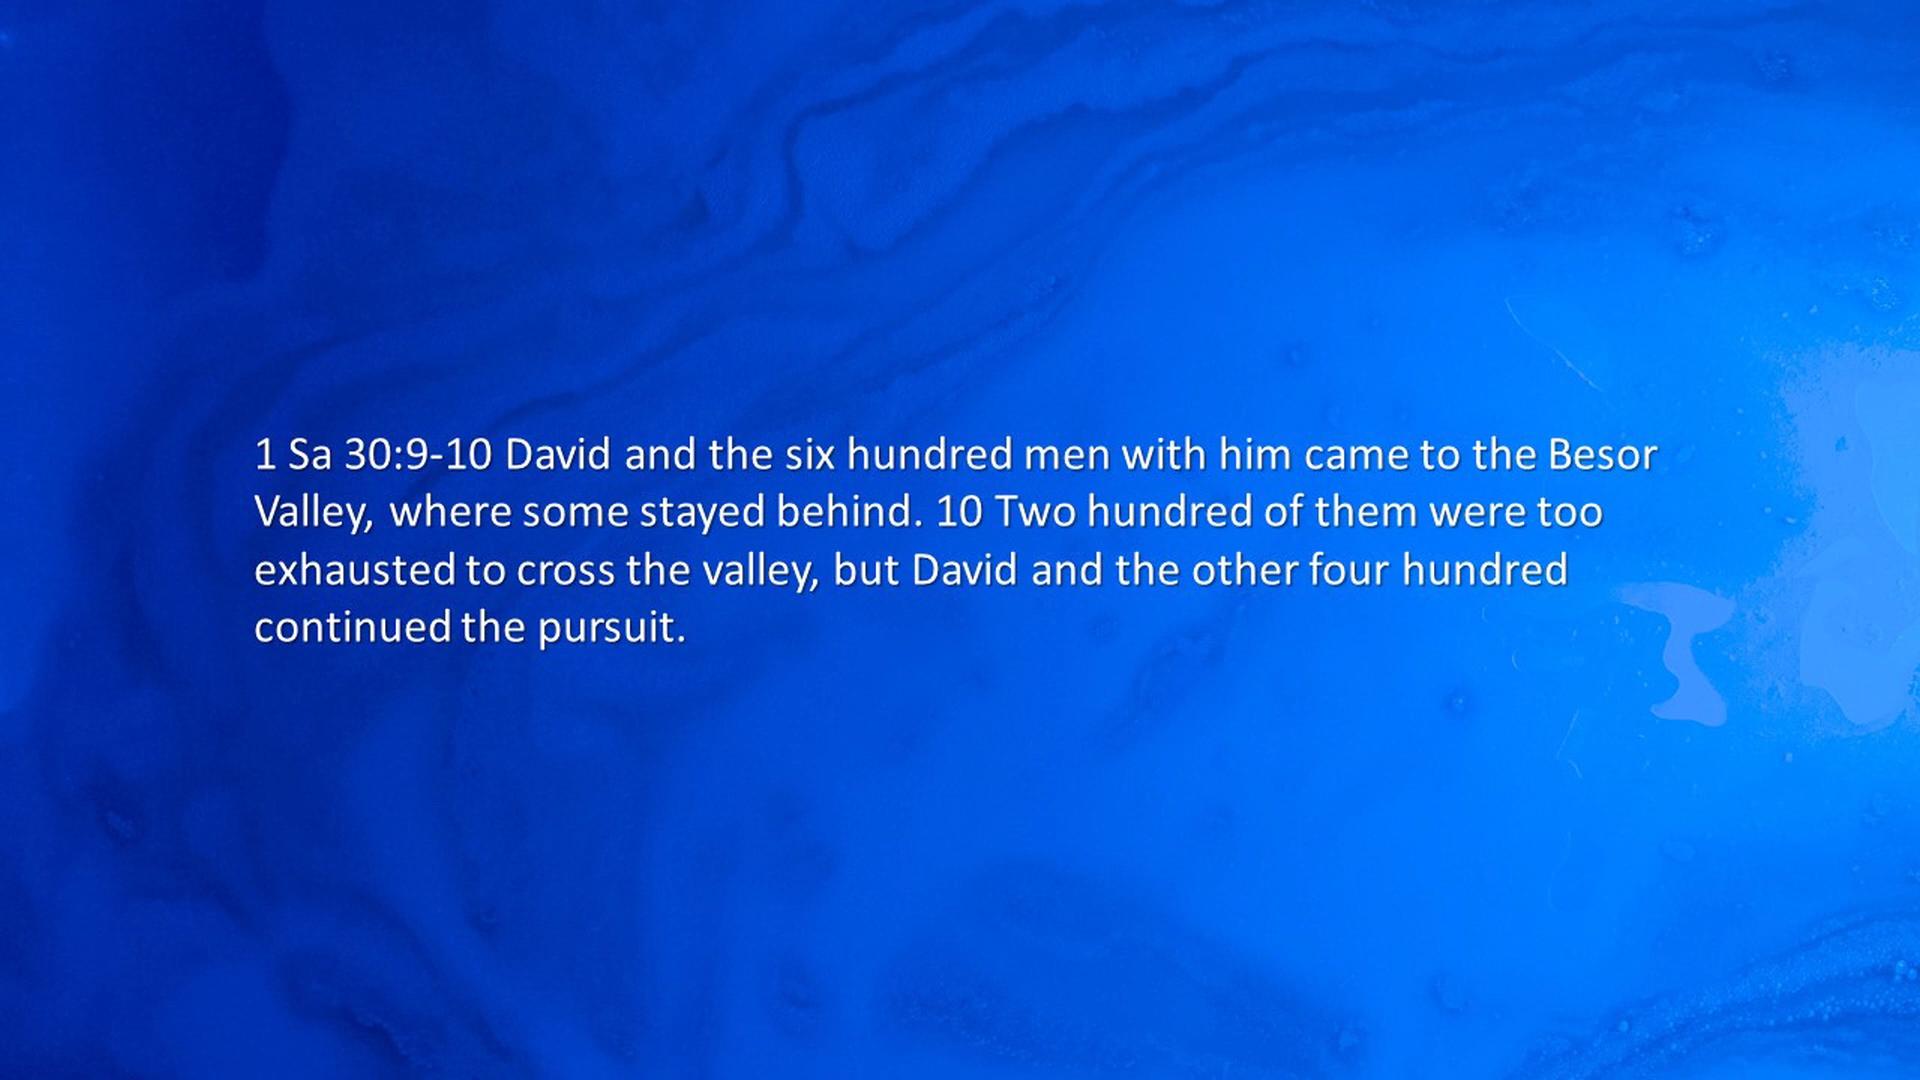 1 Sa 30:9-10 David and the six hundred men with him came to the Besor
Valley, where some stayed behind. 10 Two hundred of them were too
exhausted to cross the valley, but David and the other four hundred
continued the pursuit.